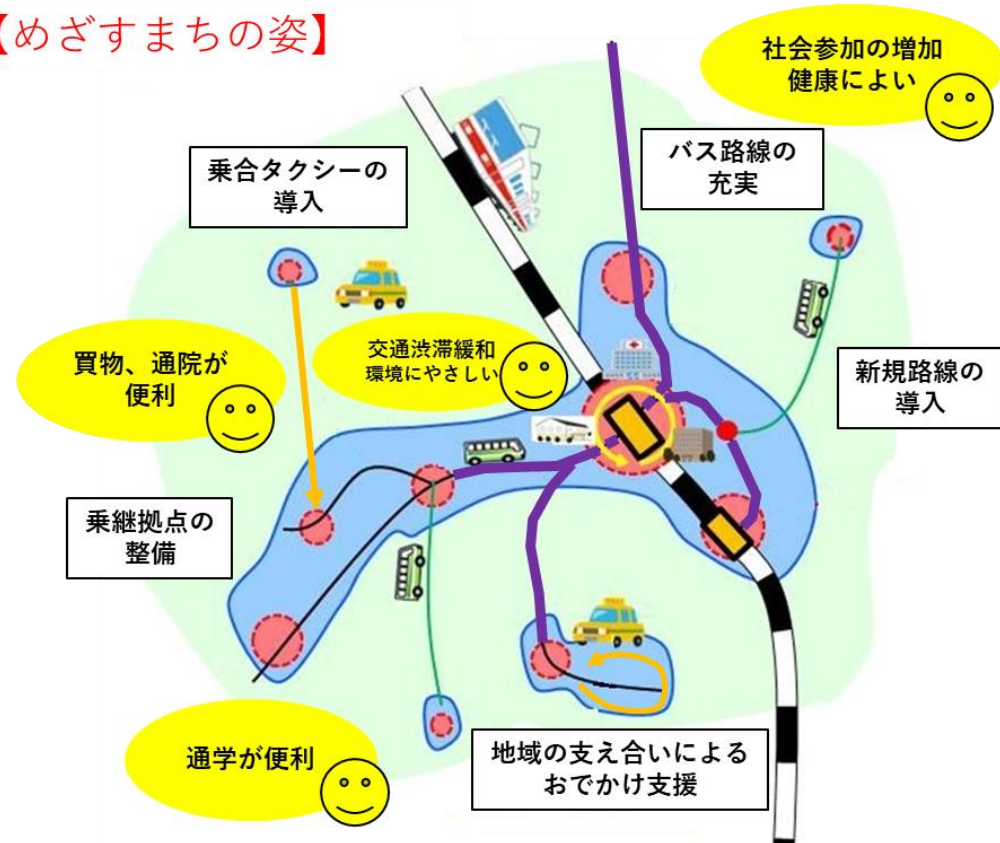 【めざすまちの姿】
社会参加の増加
健康によい
バス路線の
充実
乗合タクシーの
導入
買物、通院が
便利
交通渋滞緩和
環境にやさしい
新規路線の
導入
乗継拠点の
整備
通学が便利
地域の支え合いによる
おでかけ支援